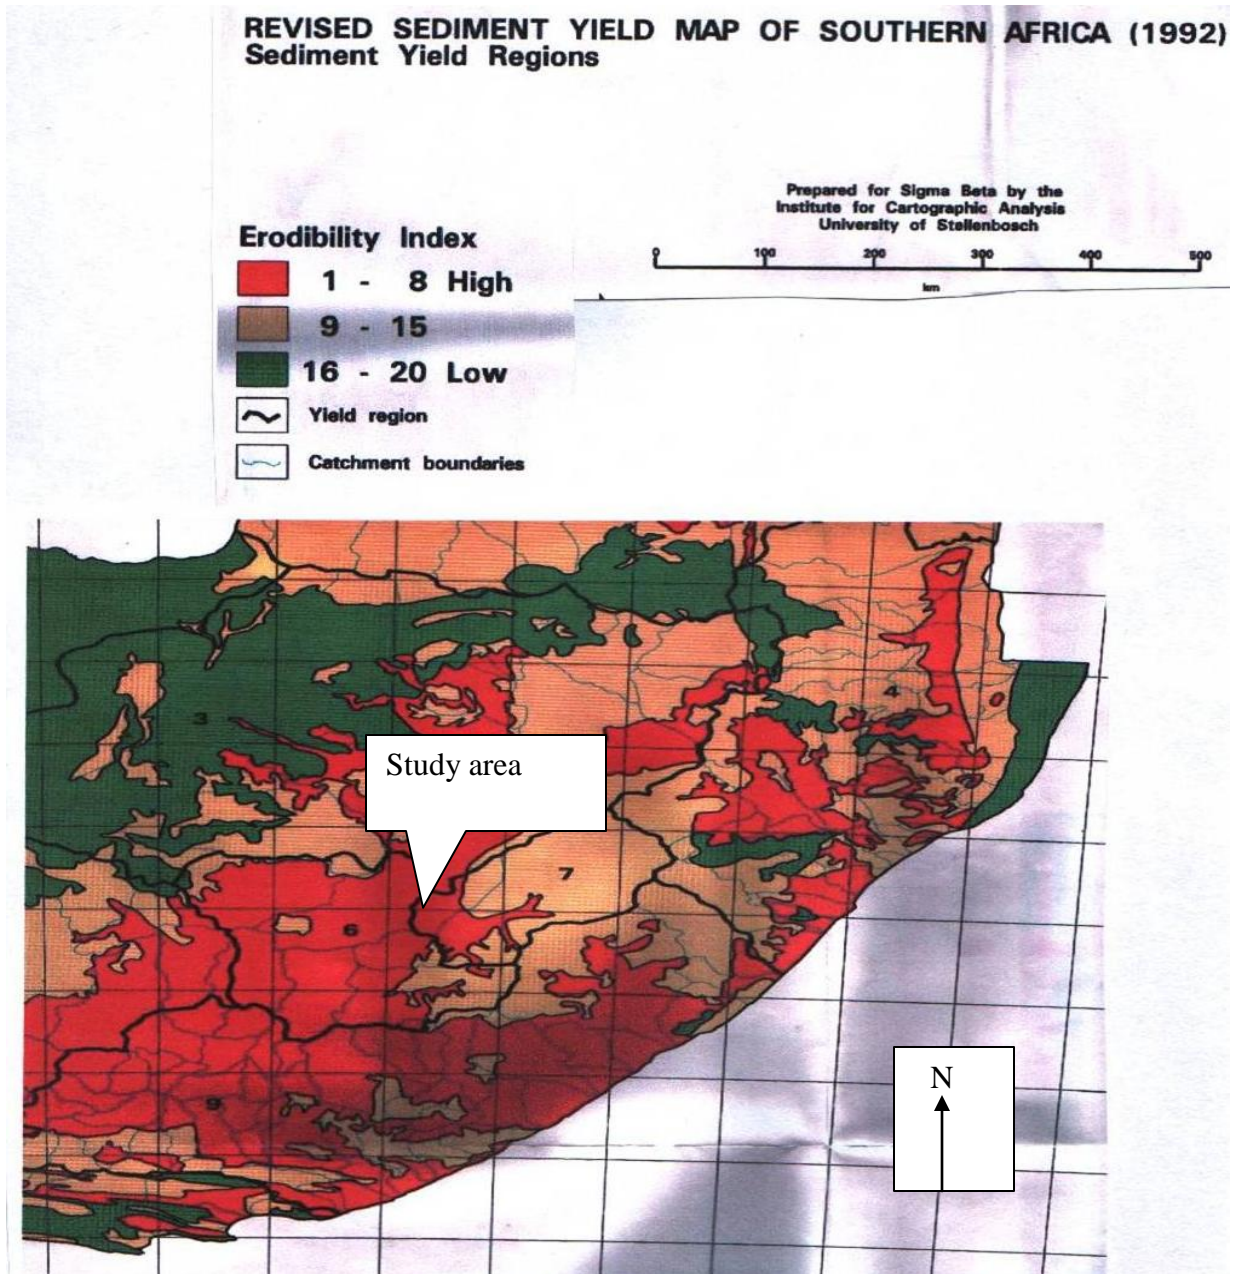 REVISED SEDIMENT YIELD MAP OF SOUTHERN AFRICA (1992)
Sediment Yield Regions
Prepared for Sigma Beta by the
Institute for Cartographic Analysis
University of Stellenbosch
0 100 200 300 400 500
km
Erodibility Index
1 - 8 High
9 - 15
16 - 20 Low
Yield region
Catchment boundaries
3
4
Study area
7
6
9
N